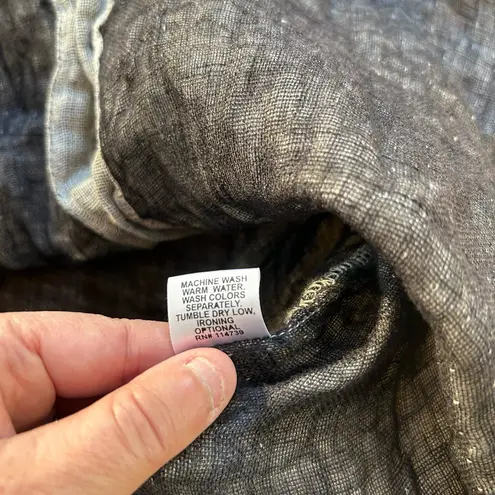 MACHINE WASH
WARM WATER,
WASH COLORS
SEPARATELY.
TUMBLE DRY LOW,
IRONING
OPTIONAL
RN# 114739